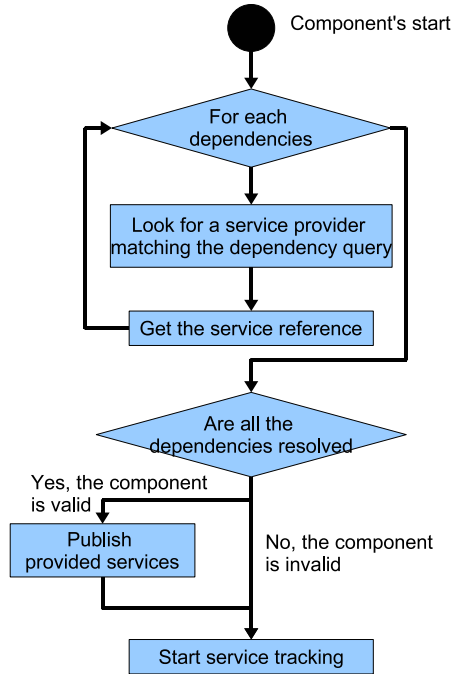 Component's start
For each
dependencies
Look for a service provider
matching the dependency query
Get the service reference
Are all the
dependencies resolved
Yes, the component
is valid
Publish
provided services
No, the component
is invalid
Start service tracking